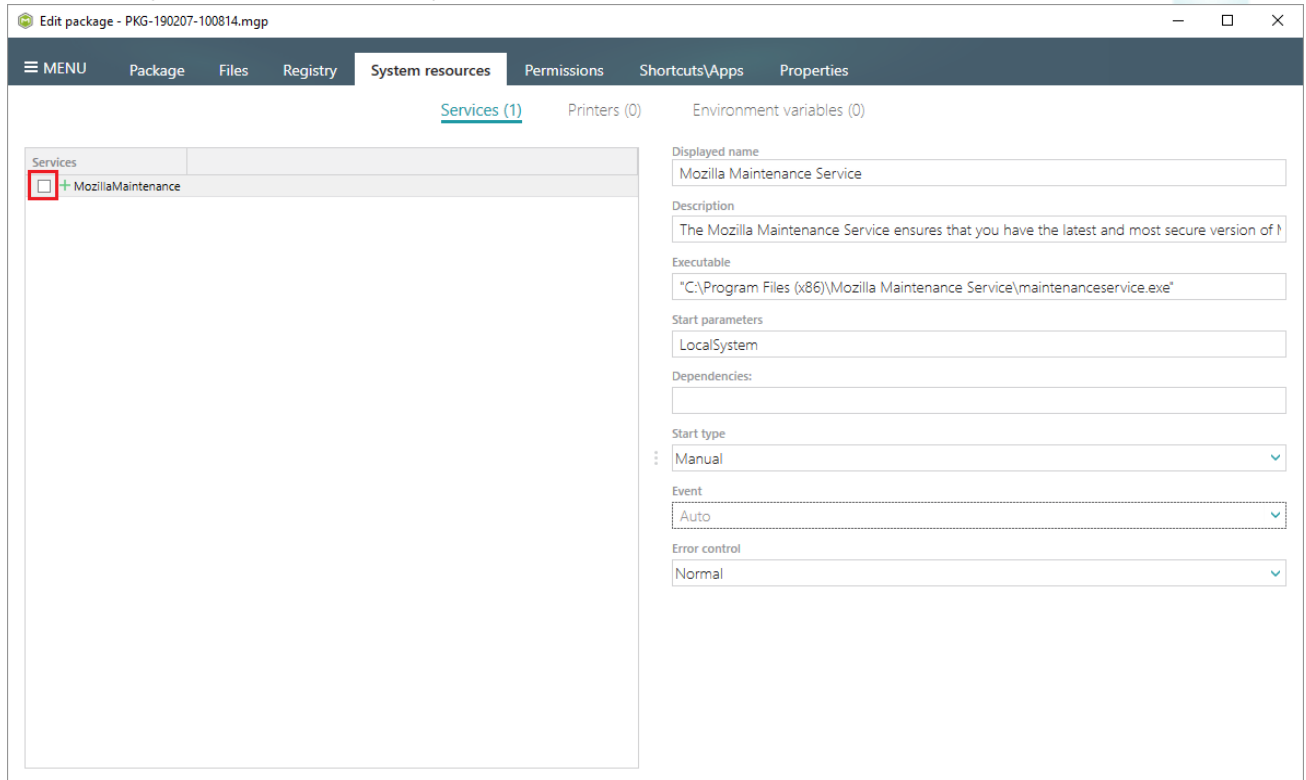 Edit package - PKG-190207-100814.mgp
MENU Package Files Registry System resources Permissions Shortcuts\Apps Properties
Services (1) Printers (0) Environment variables (0)
Services
MozillaMaintenance
Displayed name
Mozilla Maintenance Service
Description
The Mozilla Maintenance Service ensures that you have the latest and most secure version of
Executable
"C:\Program Files (x86)\Mozilla Maintenance Service\maintenanceservice.exe"
Start parameters
LocalSystem
Dependencies:
Start type
Manual
Event
Auto
Error control
Normal